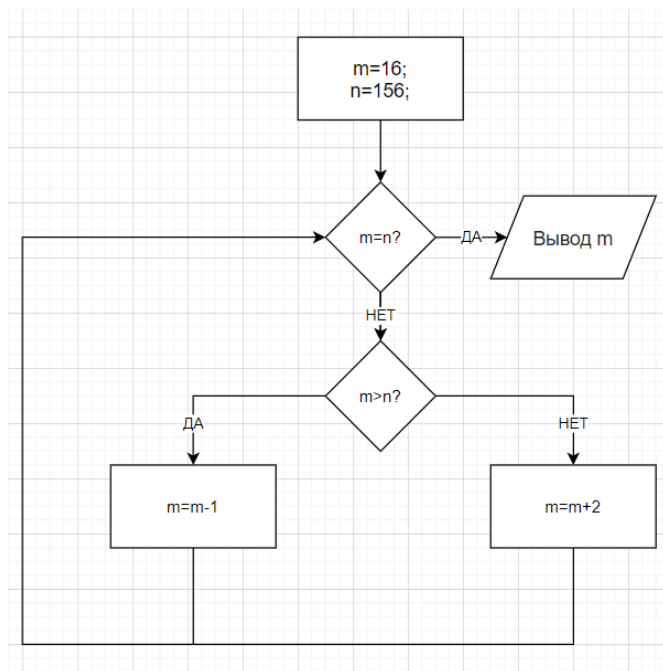 m=16;
n=156;
m=n?
ДА
Вывод m
НЕТ
m>n?
ДА
НЕТ
m=m-1
m=m+2